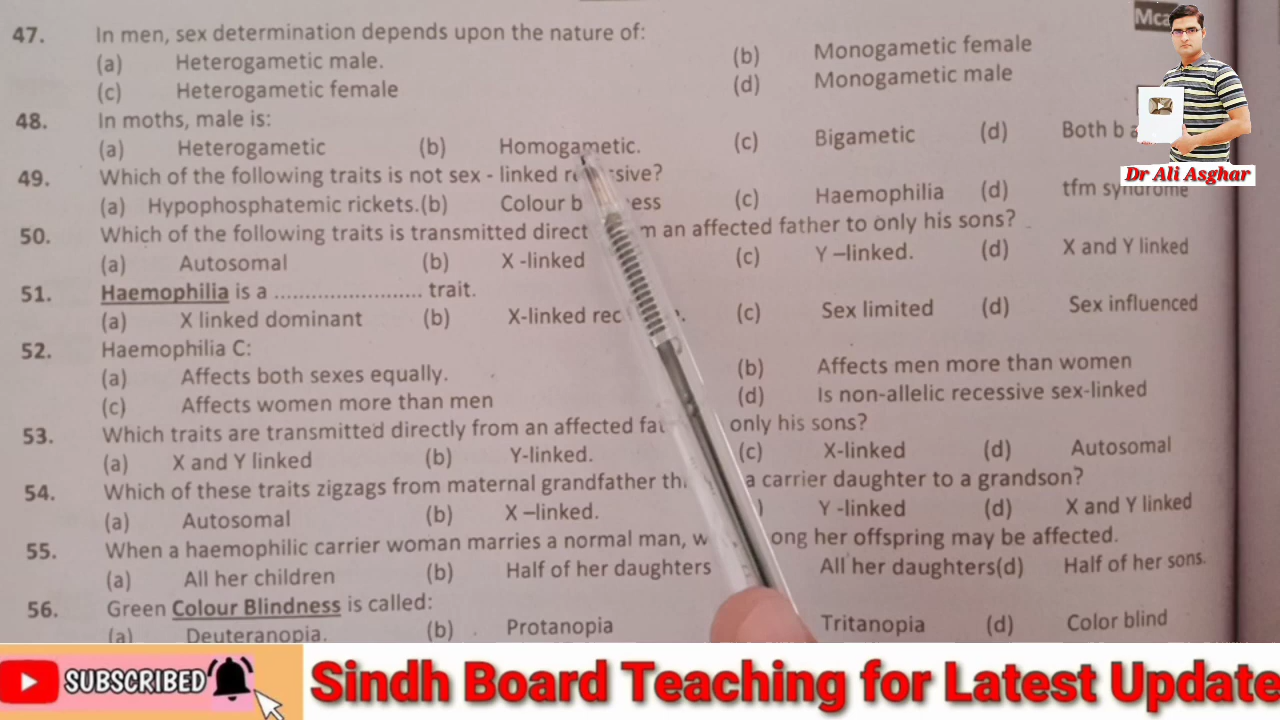 47. In men, sex determination depends upon the nature of:
(a) Heterogametic male. (b) Monogametic female
(c) Heterogametic female (d) Monogametic male
48. In moths, male is:
(a) Heterogametic (b) Homogametic. (c) Bigametic (d) Both b
49. Which of the following traits is not sex - linked
(a) Hypophosphatemic rickets. (b) Colour (c) Haemophilia (d) tfm syndrome
50. Which of the following traits is transmitted an affected father to only his sons?
(a) Autosomal (b) X -linked (c) Y –linked. (d) X and Y linked
51. Haemophilia is a ........................ trait.
(a) X linked dominant (b) X-linked (c) Sex limited (d) Sex influenced
52. Haemophilia C:
(a) Affects both sexes equally. (b) Affects men more than women
(c) Affects women more than men (d) Is non-allelic recessive sex-linked
53. Which traits are transmitted directly from an affected only his sons?
(a) X and Y linked (b) Y-linked. (c) X-linked (d) Autosomal
54. Which of these traits zigzags from maternal grandfather a carrier daughter to a grandson?
(a) Autosomal (b) X –linked. Y -linked (d) X and Y linked
55. When a haemophilic carrier woman marries a normal man, her offspring may be affected.
(a) All her children (b) Half of her daughters All her daughters (d) Half of her sons.
56. Green Colour Blindness is called:
(a) Deuteranopia. (b) Protanopia Tritanopia (d) Color blind
Dr Ali Asghar
SUBSCRIBED
Sindh Board Teaching for Latest Update